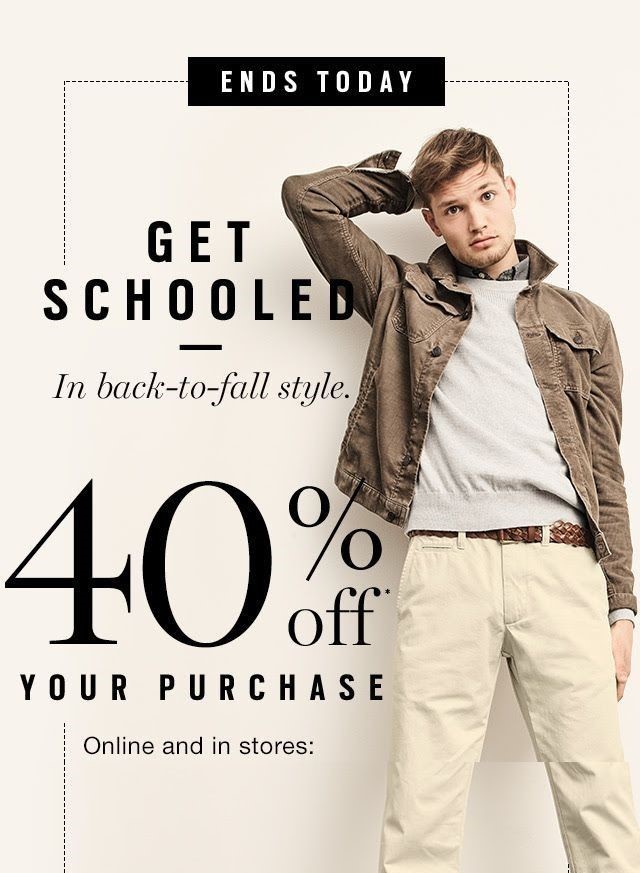 ENDS TODAY
GET
SCHOOLED
In back-to-fall style.
40% off*
YOUR PURCHASE
Online and in stores: